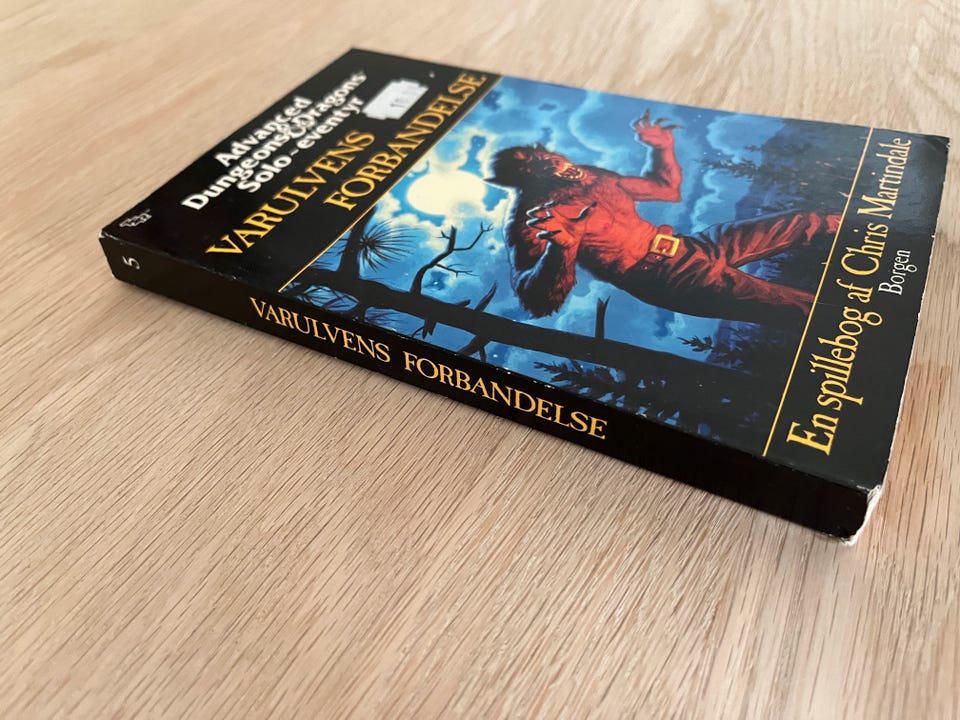 Advanced
Dungeons&Dragons
Solo-eventyr
VARULVENS
FORBANDELSE
En spillebog af Chris Martindale
Borgen
5
VARULVENS FORBANDELSE